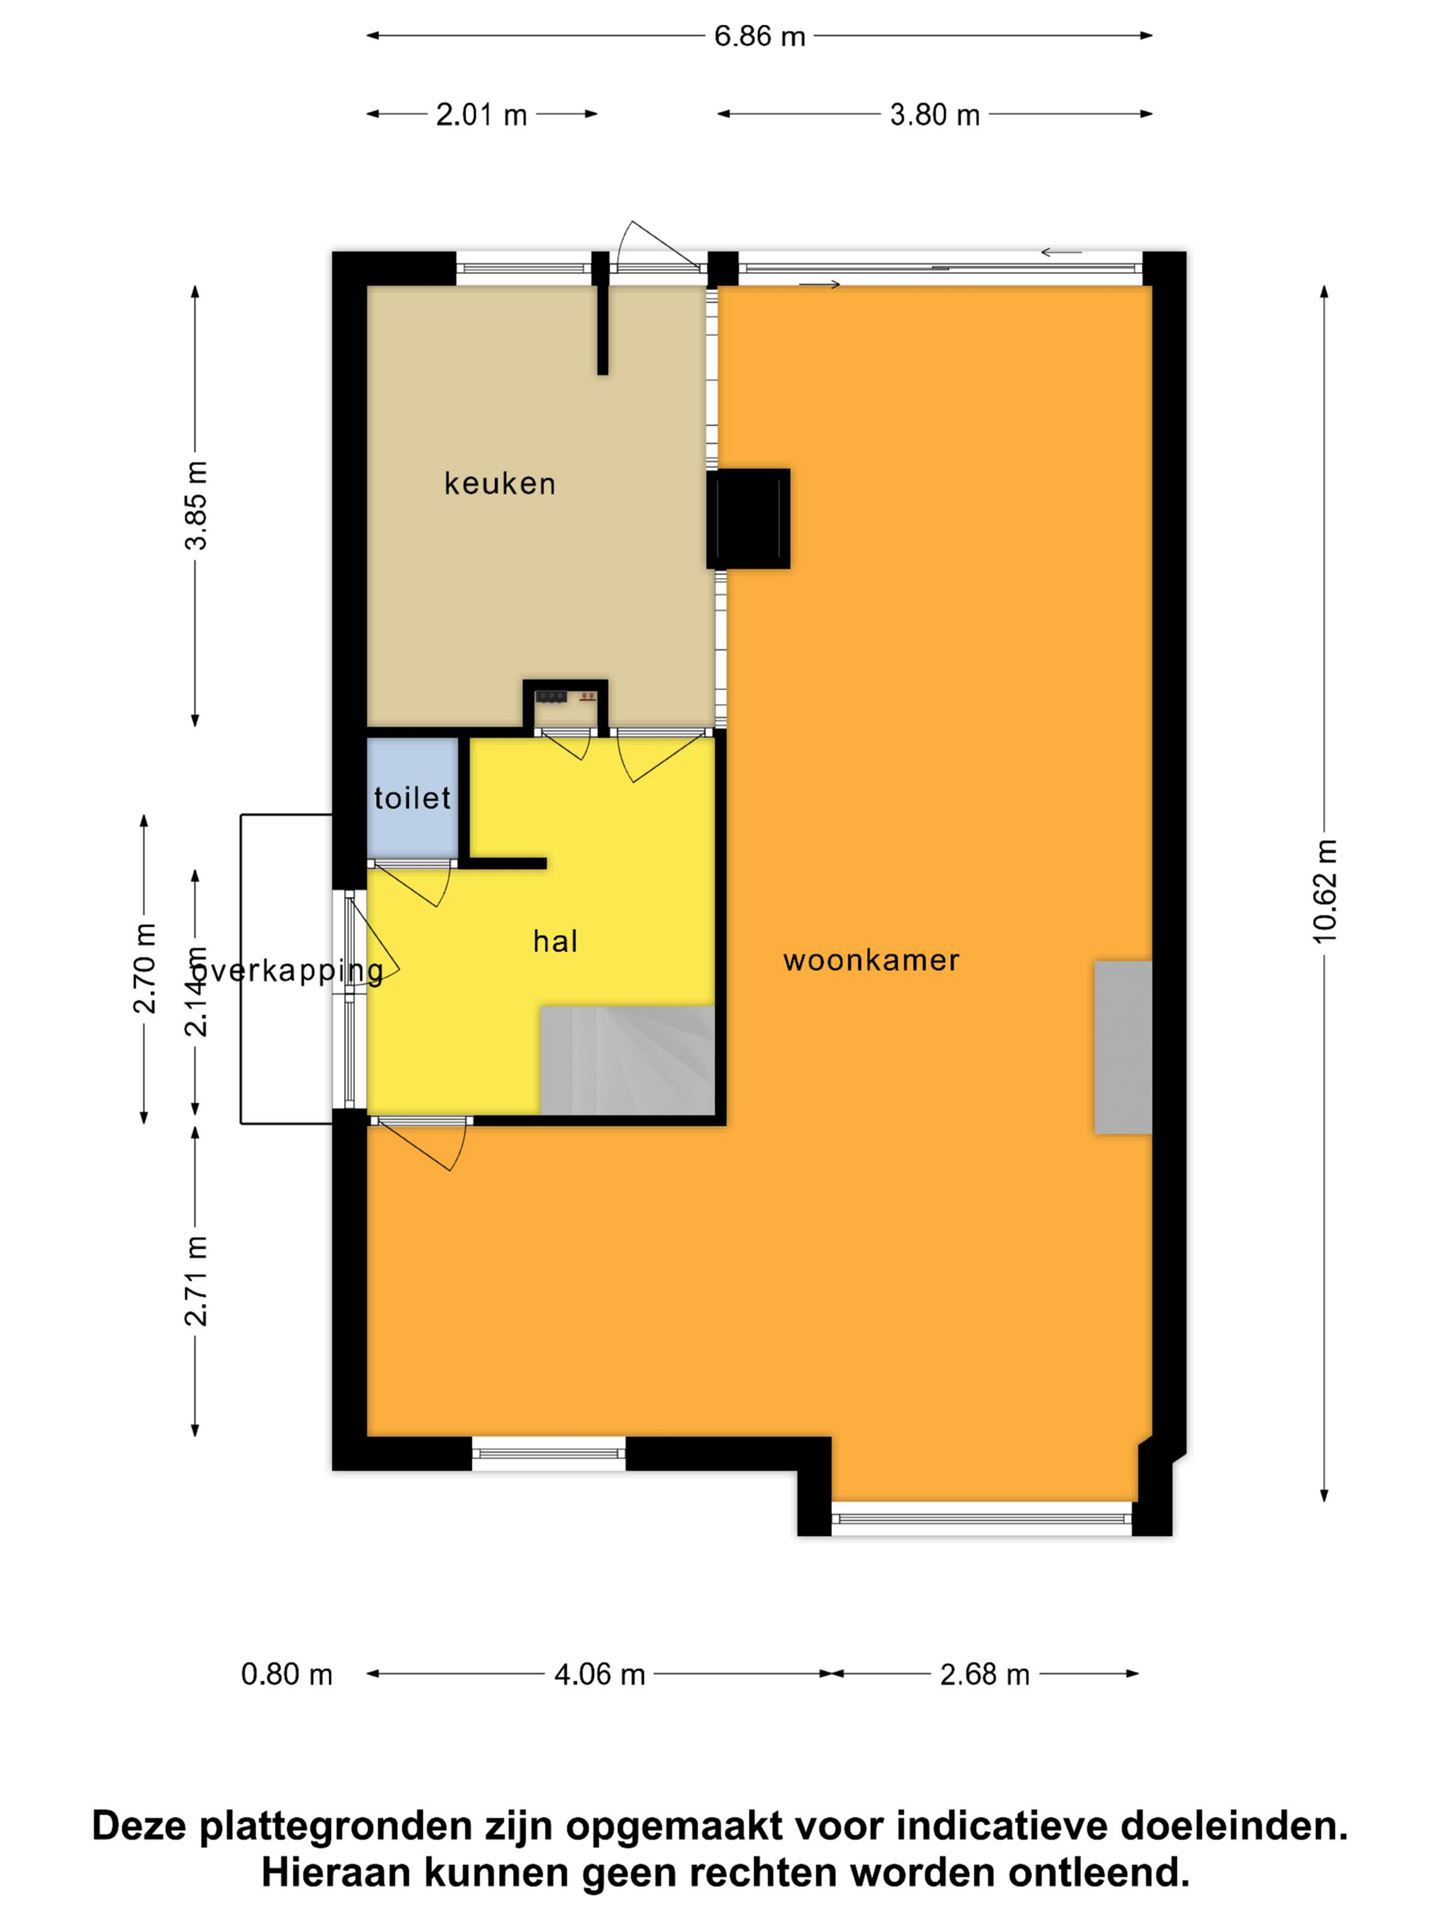 6.86 m
2.01 m
3.80 m
keuken
3.85 m
toilet
hal
woonkamer
overkapping
2.70 m
2.14 m
10.62 m
2.71 m
0.80 m
4.06 m
2.68 m
Deze plattegronden zijn opgemaakt voor indicatieve doeleinden.
Hieraan kunnen geen rechten worden ontleend.